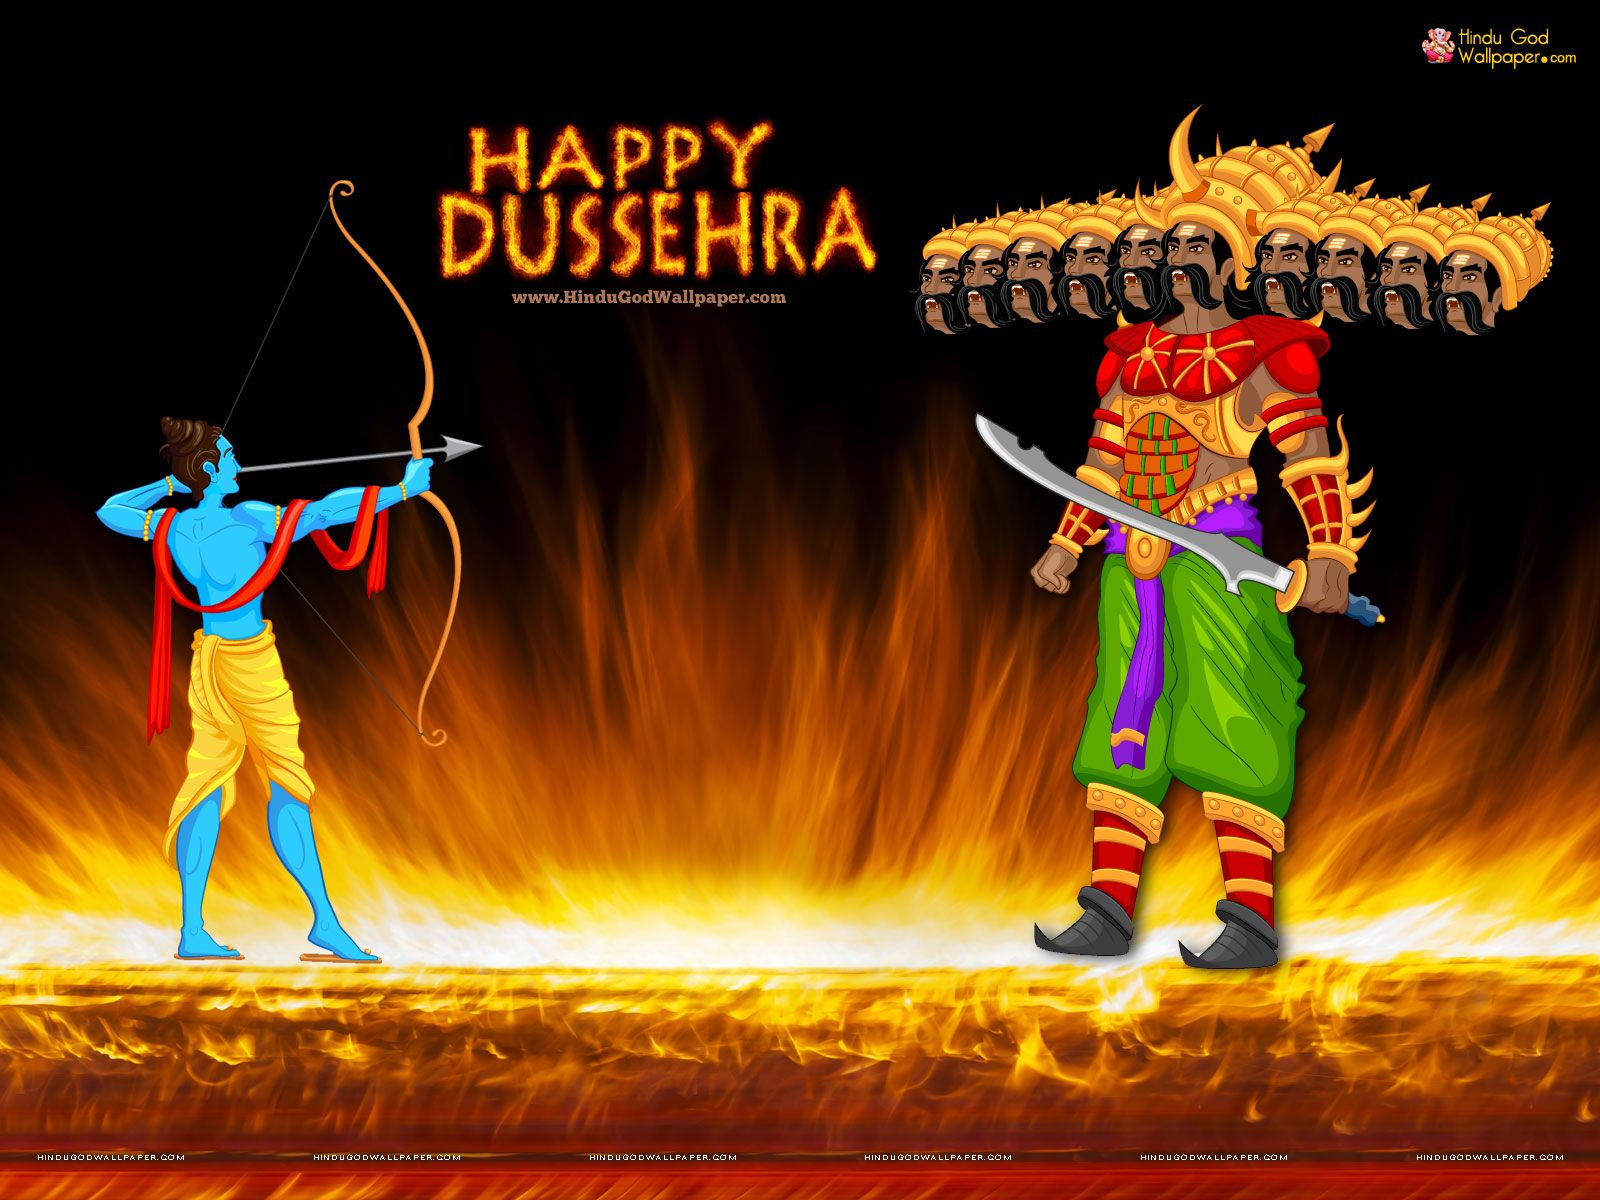 Hindu God
Wallpaper.com
HAPPY
DUSSEHRA
www.HinduGodWallpaper.com
HINDUGODWALLPAPER.COM HINDUGODWALLPAPER.COM HINDUGODWALLPAPER.COM HINDUGODWALLPAPER.COM HINDUGODWALLPAPER.COM HINDUGODWALLPAPER.COM